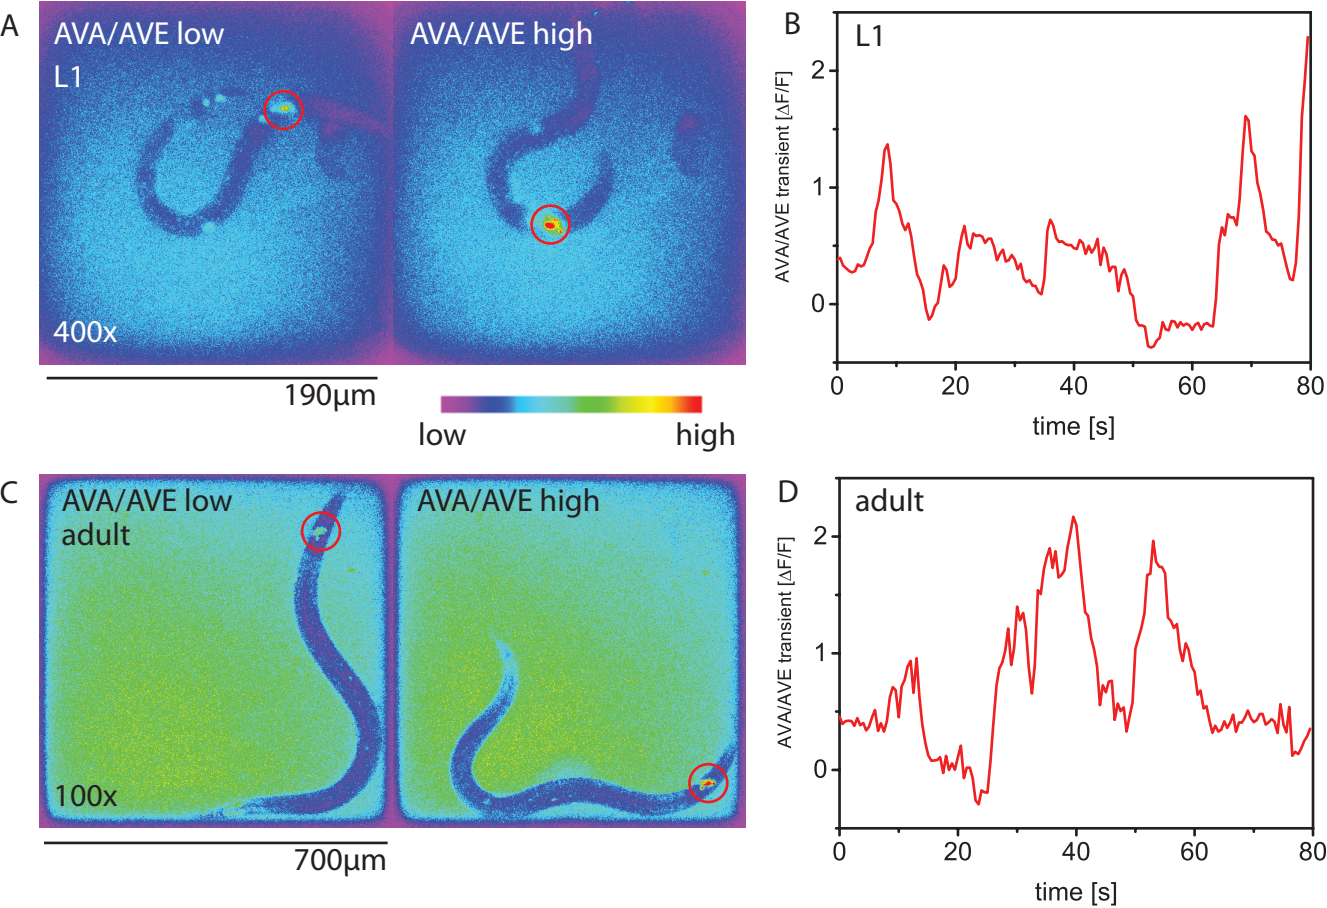 A
AVA/AVE low
L1
400x
AVA/AVE high
190μm
low
high
B
L1
AVA/AVE transient [ΔF/F]
2
1
0
0
20
40
60
80
time [s]
C
AVA/AVE low
adult
100x
AVA/AVE high
700μm
D
adult
AVA/AVE transient [ΔF/F]
2
1
0
0
20
40
60
80
time [s]